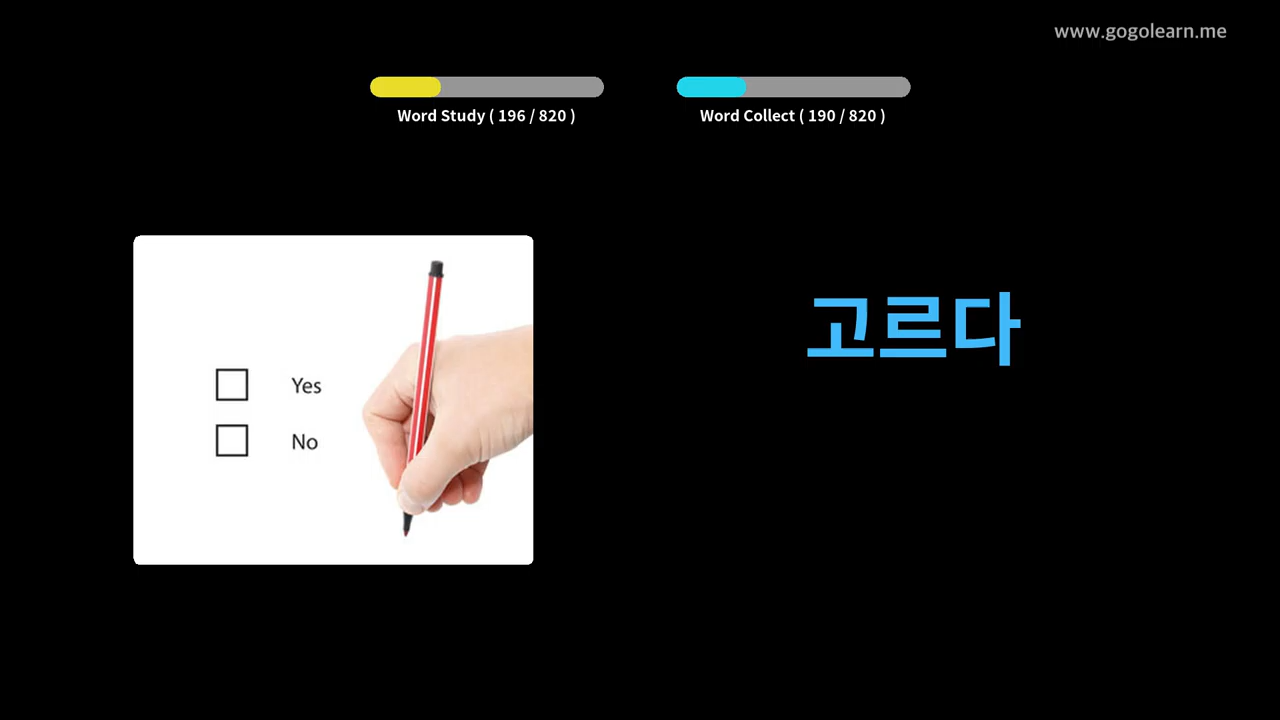 www.gogolearn.me
Word Study ( 196 / 820 )
Word Collect ( 190 / 820 )
Yes
No
고르다